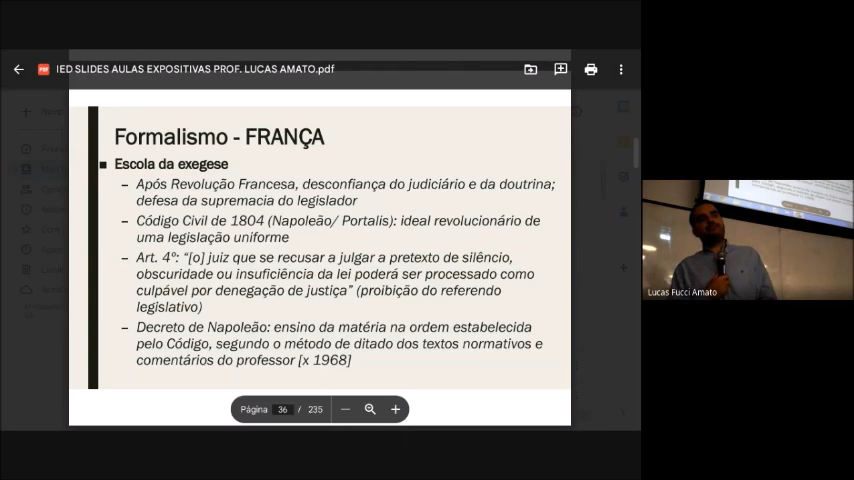 IED SLIDES AULAS EXPOSITIVAS PROF. LUCAS AMATO.pdf
Formalismo - FRANÇA
Escola da exegese
– Após Revolução Francesa, desconfiança do judiciário e da doutrina;
defesa da supremacia do legislador
– Código Civil de 1804 (Napoleão/ Portalis): ideal revolucionário de
uma legislação uniforme
– Art. 4º: “[o] juiz que se recusar a julgar a pretexto de silêncio,
obscuridade ou insuficiência da lei poderá ser processado como
culpável por denegação de justiça” (proibição do referendo
legislativo)
– Decreto de Napoleão: ensino da matéria na ordem estabelecida
pelo Código, segundo o método de ditado dos textos normativos e
comentários do professor [x 1968]
Página 36 / 235
Lucas Fucci Amato